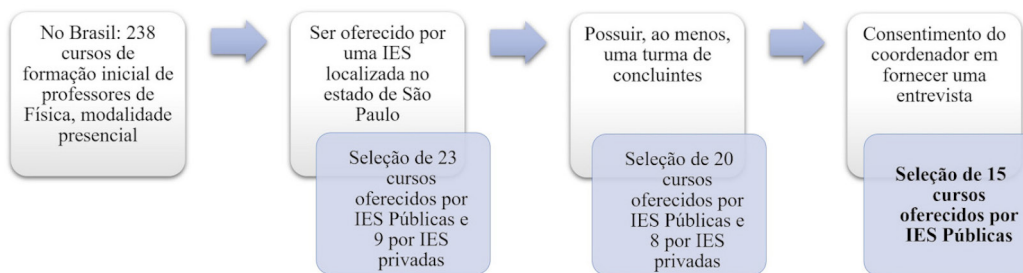 No Brasil: 238
cursos de
formação inicial de
professores de
Física, modalidade
presencial
Ser oferecido por
uma IES
localizada no
estado de São
Paulo
Seleção de 23
cursos
oferecidos por
IES Públicas e
9 por IES
privadas
Possuir, ao menos,
uma turma de
concluintes
Seleção de 20
cursos
oferecidos por
IES Públicas e
8 por IES
privadas
Consentimento do
coordenador em
fornecer uma
entrevista
Seleção de 15
cursos
oferecidos por
IES Públicas